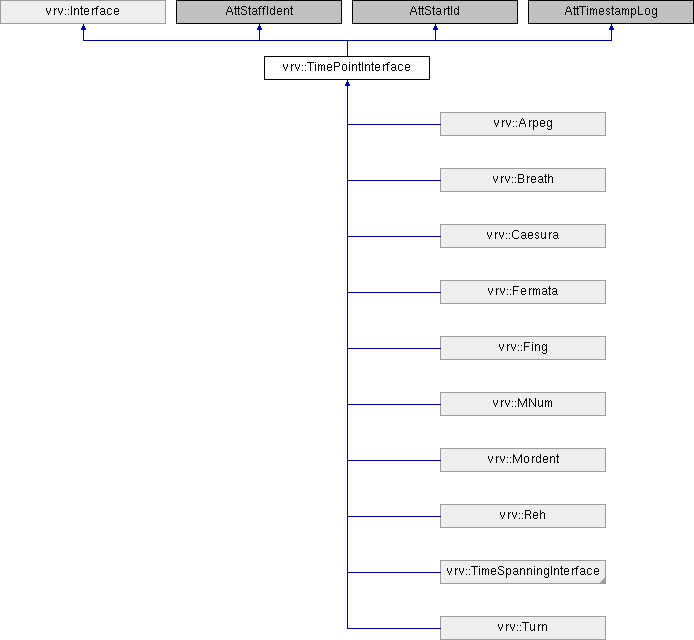 vrv::Interface
AttStaffIdent
AttStartId
AttTimestampLog
vrv::TimePointInterface
vrv::Arpeg
vrv::Breath
vrv::Caesura
vrv::Fermata
vrv::Fing
vrv::MNum
vrv::Mordent
vrv::Reh
vrv::TimeSpanningInterface
vrv::Turn